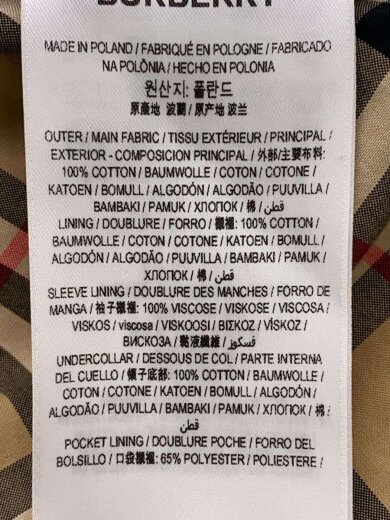 BURBERRY
MADE IN POLAND / FABRIQUÉ EN POLOGNE / FABRICADO
NA POLÔNIA / HECHO EN POLONIA
원산지: 폴란드
原產地 波蘭 / 原产地 波兰
OUTER / MAIN FABRIC / TISSU EXTÉRIEUR / PRINCIPAL /
EXTERIOR - COMPOSICION PRINCIPAL / 外部/主要布料:
100% COTTON / BAUMWOLLE / COTON / COTONE /
KATOEN / BOMULL / ALGODÓN / ALGODÃO / PUUVILLA /
BAMBAKI / PAMUK / ХЛОПОК / 棉 / قطن
LINING / DOUBLURE / FORRO / 襯裡: 100% COTTON /
BAUMWOLLE / COTON / COTONE / KATOEN / BOMULL /
ALGODÓN / ALGODÃO / PUUVILLA / BAMBAKI / PAMUK /
ХЛОПОК / 棉 / قطن
SLEEVE LINING / DOUBLURE DES MANCHES / FORRO DE
MANGA / 袖子襯裡: 100% VISCOSE / VISKOSE / VISCOSA /
VISKOS / viscosa / VISKOOSI / ΒΙΣΚΟΖ / VİSKOZ /
ВИСКОЗА / 黏液纖維 / فسكوز
UNDERCOLLAR / DESSOUS DE COL / PARTE INTERNA
DEL CUELLO / 領子底部: 100% COTTON / BAUMWOLLE /
COTON / COTONE / KATOEN / BOMULL / ALGODÓN /
ALGODÃO / PUUVILLA / BAMBAKI / PAMUK / ХЛОПОК / 棉 /
قطن
POCKET LINING / DOUBLURE POCHE / FORRO DEL
BOLSILLO / 口袋襯裡: 65% POLYESTER / POLIESTERE /